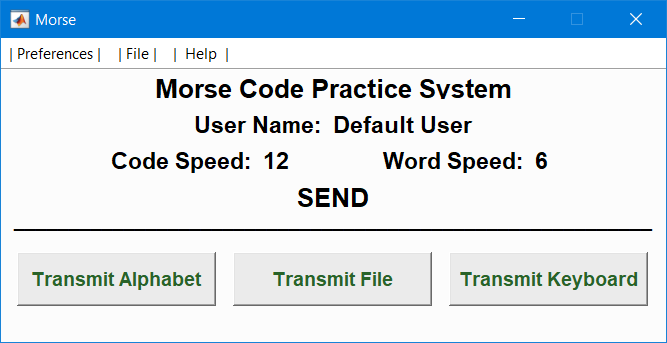 Morse
| Preferences | | File | | Help |
Morse Code Practice System
User Name: Default User
Code Speed: 12 Word Speed: 6
SEND
Transmit Alphabet Transmit File Transmit Keyboard